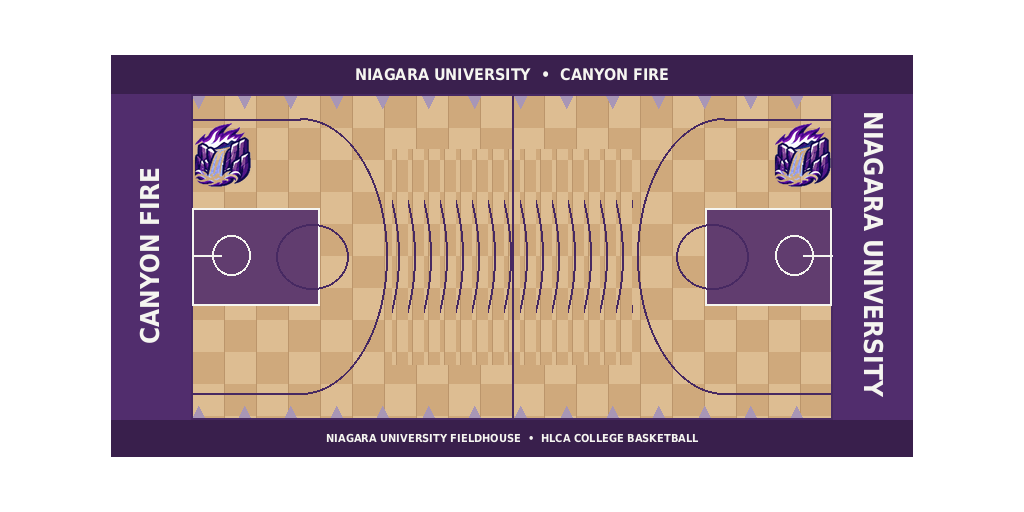 NIAGARA UNIVERSITY • CANYON FIRE
CANYON FIRE
NIAGARA UNIVERSITY
NIAGARA UNIVERSITY FIELDHOUSE • HLCA COLLEGE BASKETBALL